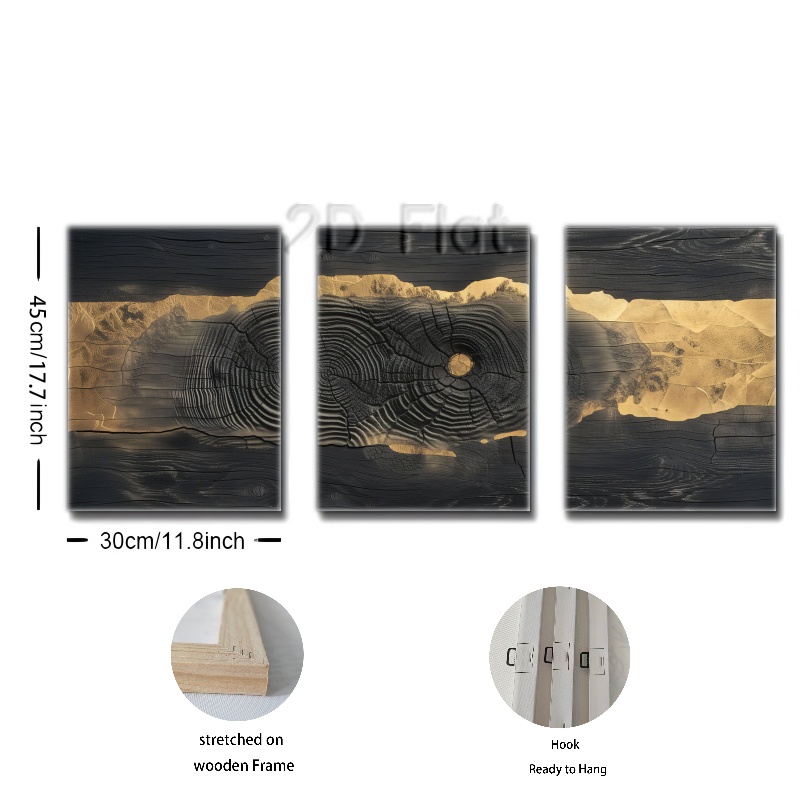 2D Flat
45cm/17.7inch
30cm/11.8inch
stretched on
wooden Frame
Hook
Ready to Hang